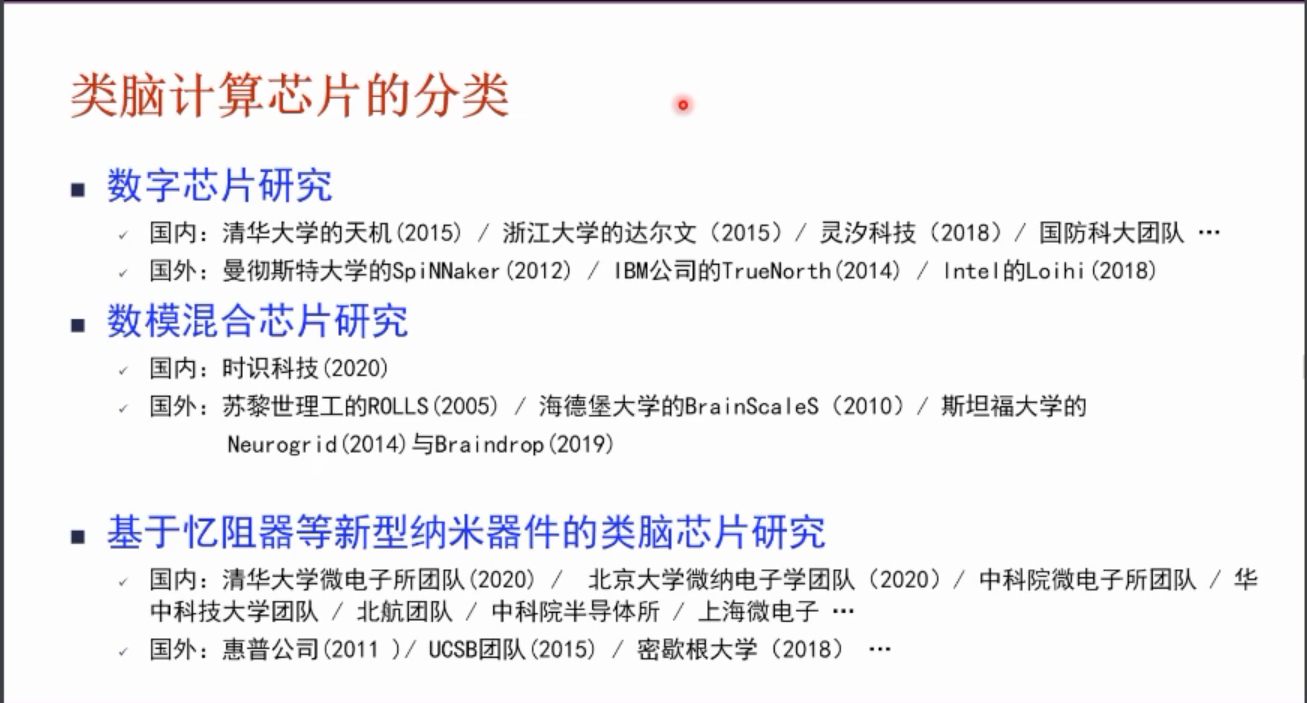 类脑计算芯片的分类
■ 数字芯片研究
✓ 国内：清华大学的天机(2015) / 浙江大学的达尔文（2015）/ 灵汐科技（2018）/ 国防科大团队 …
✓ 国外：曼彻斯特大学的SpiNNaker(2012) / IBM公司的TrueNorth(2014) / Intel的Loihi(2018)
■ 数模混合芯片研究
✓ 国内：时识科技(2020)
✓ 国外：苏黎世理工的ROLLS(2005) / 海德堡大学的BrainScaleS（2010）/ 斯坦福大学的
Neurogrid(2014)与Braindrop(2019)
■ 基于忆阻器等新型纳米器件的类脑芯片研究
✓ 国内：清华大学微电子所团队(2020) / 北京大学微纳电子学团队（2020）/ 中科院微电子所团队 / 华
中科技大学团队 / 北航团队 / 中科院半导体所 / 上海微电子 …
✓ 国外：惠普公司(2011 )/ UCSB团队(2015) / 密歇根大学（2018） …